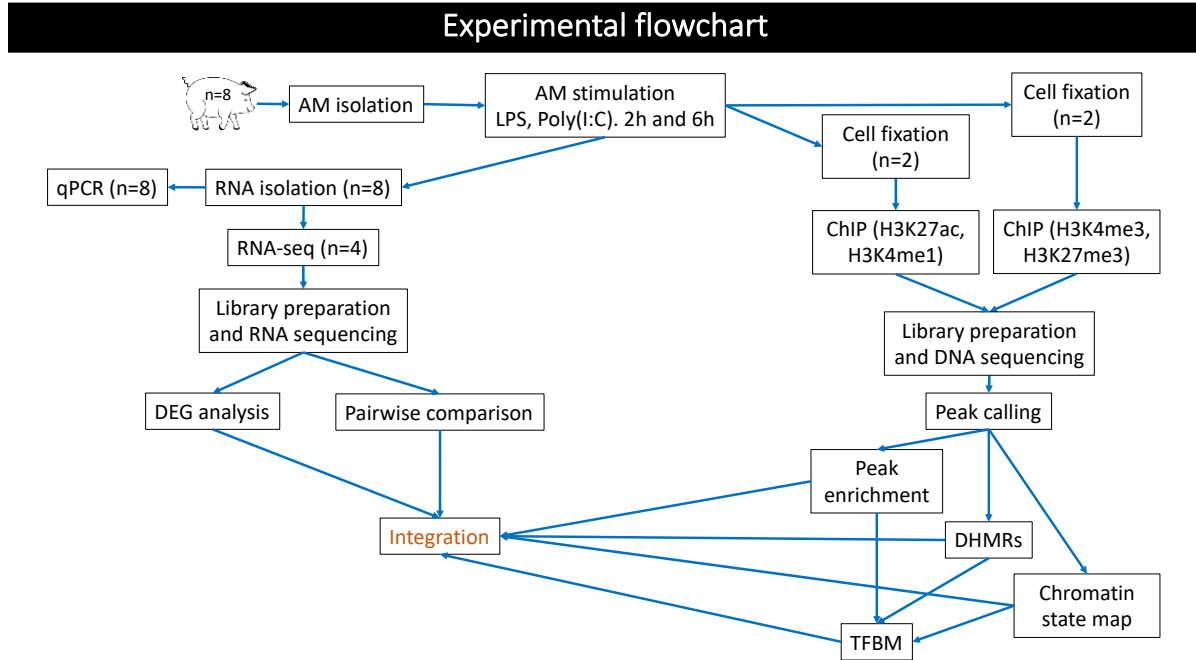 Experimental flowchart
n=8
AM isolation
AM stimulation
LPS, Poly(I:C). 2h and 6h
Cell fixation
(n=2)
Cell fixation
(n=2)
qPCR (n=8)
RNA isolation (n=8)
RNA-seq (n=4)
ChIP (H3K27ac,
H3K4me1)
ChIP (H3K4me3,
H3K27me3)
Library preparation
and RNA sequencing
Library preparation
and DNA sequencing
DEG analysis
Pairwise comparison
Peak calling
Peak
enrichment
Integration
DHMRs
Chromatin
state map
TFBM